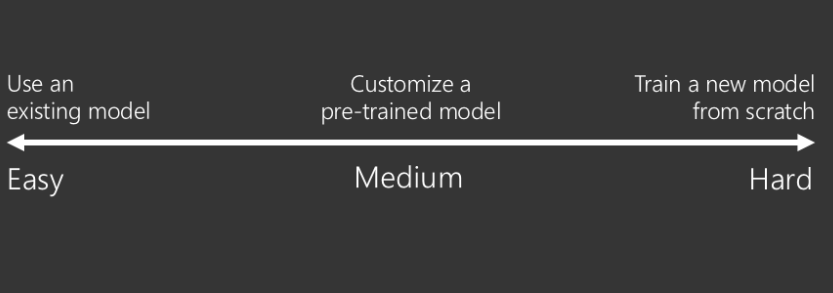 Use an
existing model
Customize a
pre-trained model
Train a new model
from scratch
Easy
Medium
Hard